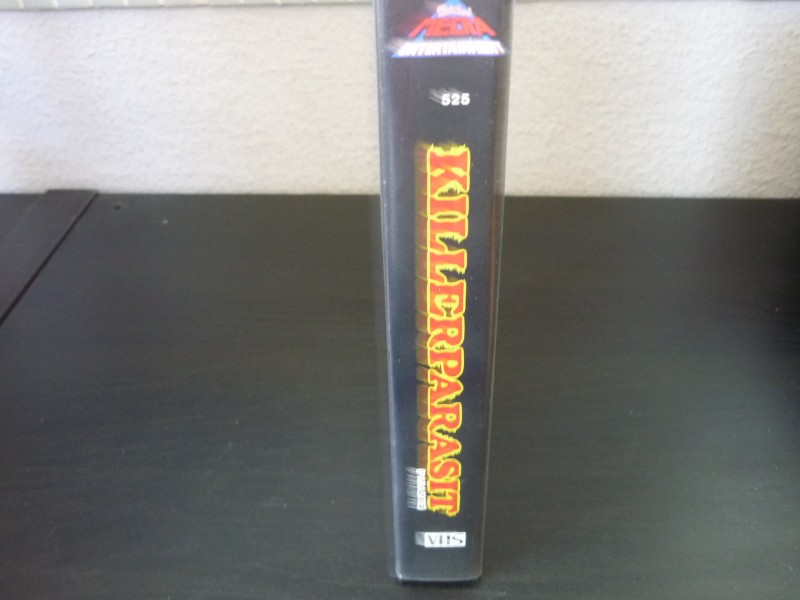 MEDIA
ENTERTAINMENT
525
KILLERPARASIT
VHS